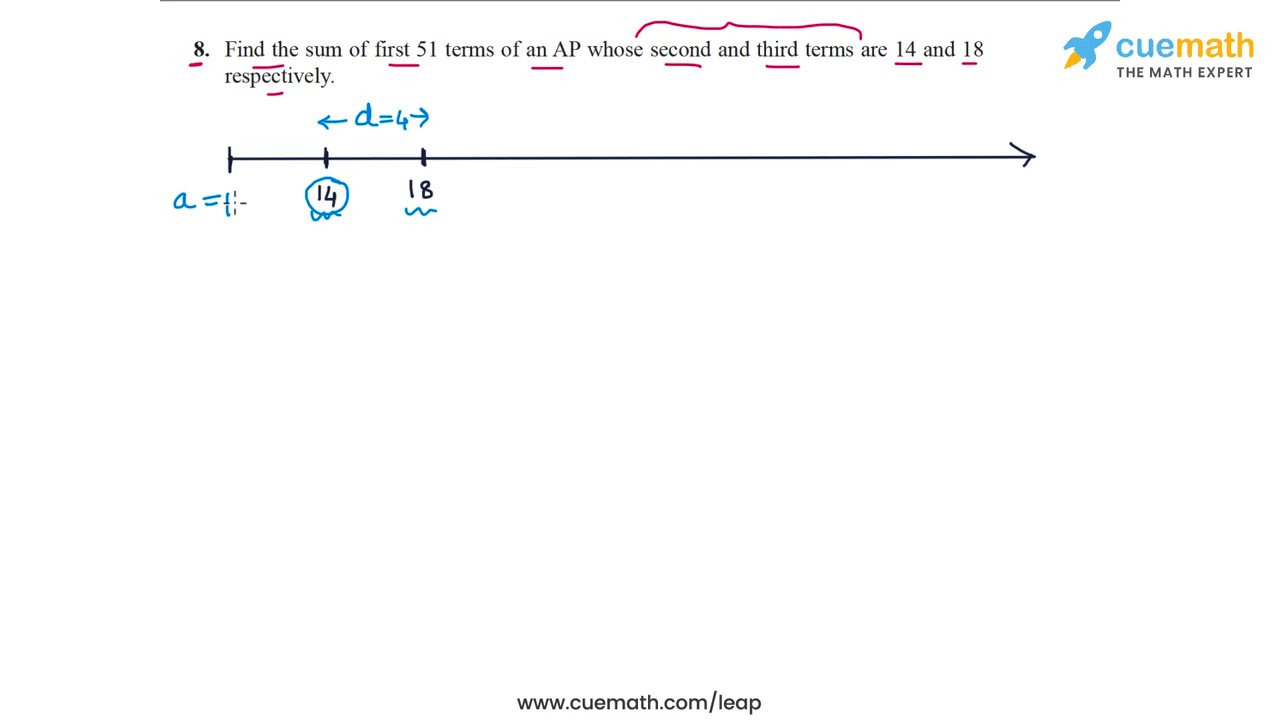 8. Find the sum of first 51 terms of an AP whose second and third terms are 14 and 18
respectively.
cuemath
THE MATH EXPERT
← d=4→
a =
14
18
www.cuemath.com/leap